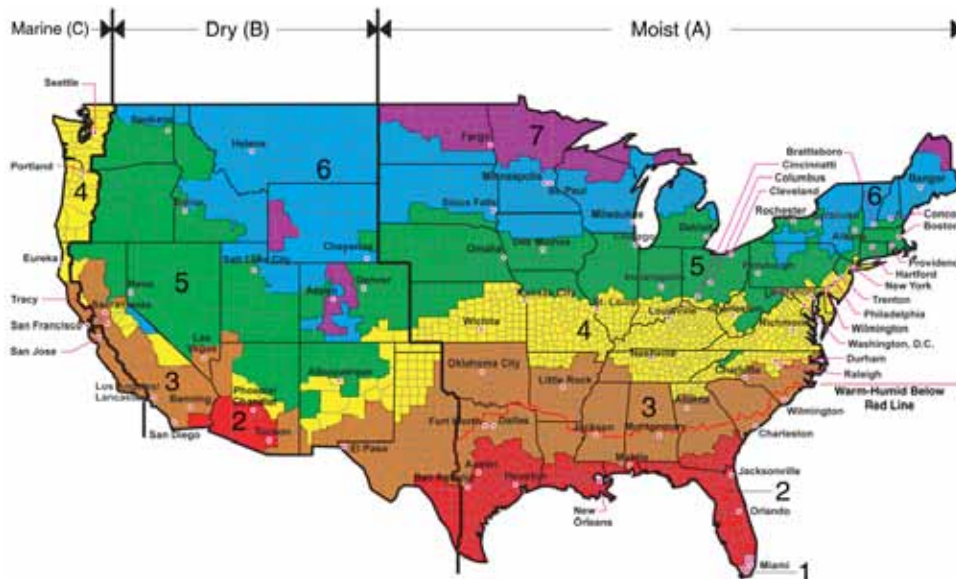 Marine (C)
Dry (B)
Moist (A)
Seattle
Spokane
Helena
Fargo
7
Brattleboro
Cincinnatti
Columbus
Cleveland
Portland
4
6
Minneapolis
St. Paul
6
Bangor
Boise
Sioux Falls
Milwaukee
Rochester
Concord
Boston
Cheyenne
Detroit
Albany
Eureka
Salt Lake City
Omaha
Des Moines
Chicago
Pittsburgh
Providence
Hartford
New York
Trenton
Philadelphia
Wilmington
Washington, D.C.
Reno
5
Aspen
Denver
Indianapolis
5
Tracy
San Francisco
San Jose
Kansas City
St. Louis
Louisville
Richmond
Wichita
4
Las Vegas
Nashville
Durham
Raleigh
Albuquerque
Oklahoma City
Little Rock
Charlotte
Warm-Humid Below
Red Line
3
Los Angeles
Lancaster
Banning
Phoenix
2
3
Atlanta
Wilmington
Charleston
San Diego
Tucson
El Paso
Fort Worth
Dallas
Jackson
Montgomery
Austin
San Antonio
Houston
Mobile
Jacksonville
2
New
Orleans
Orlando
Miami
1